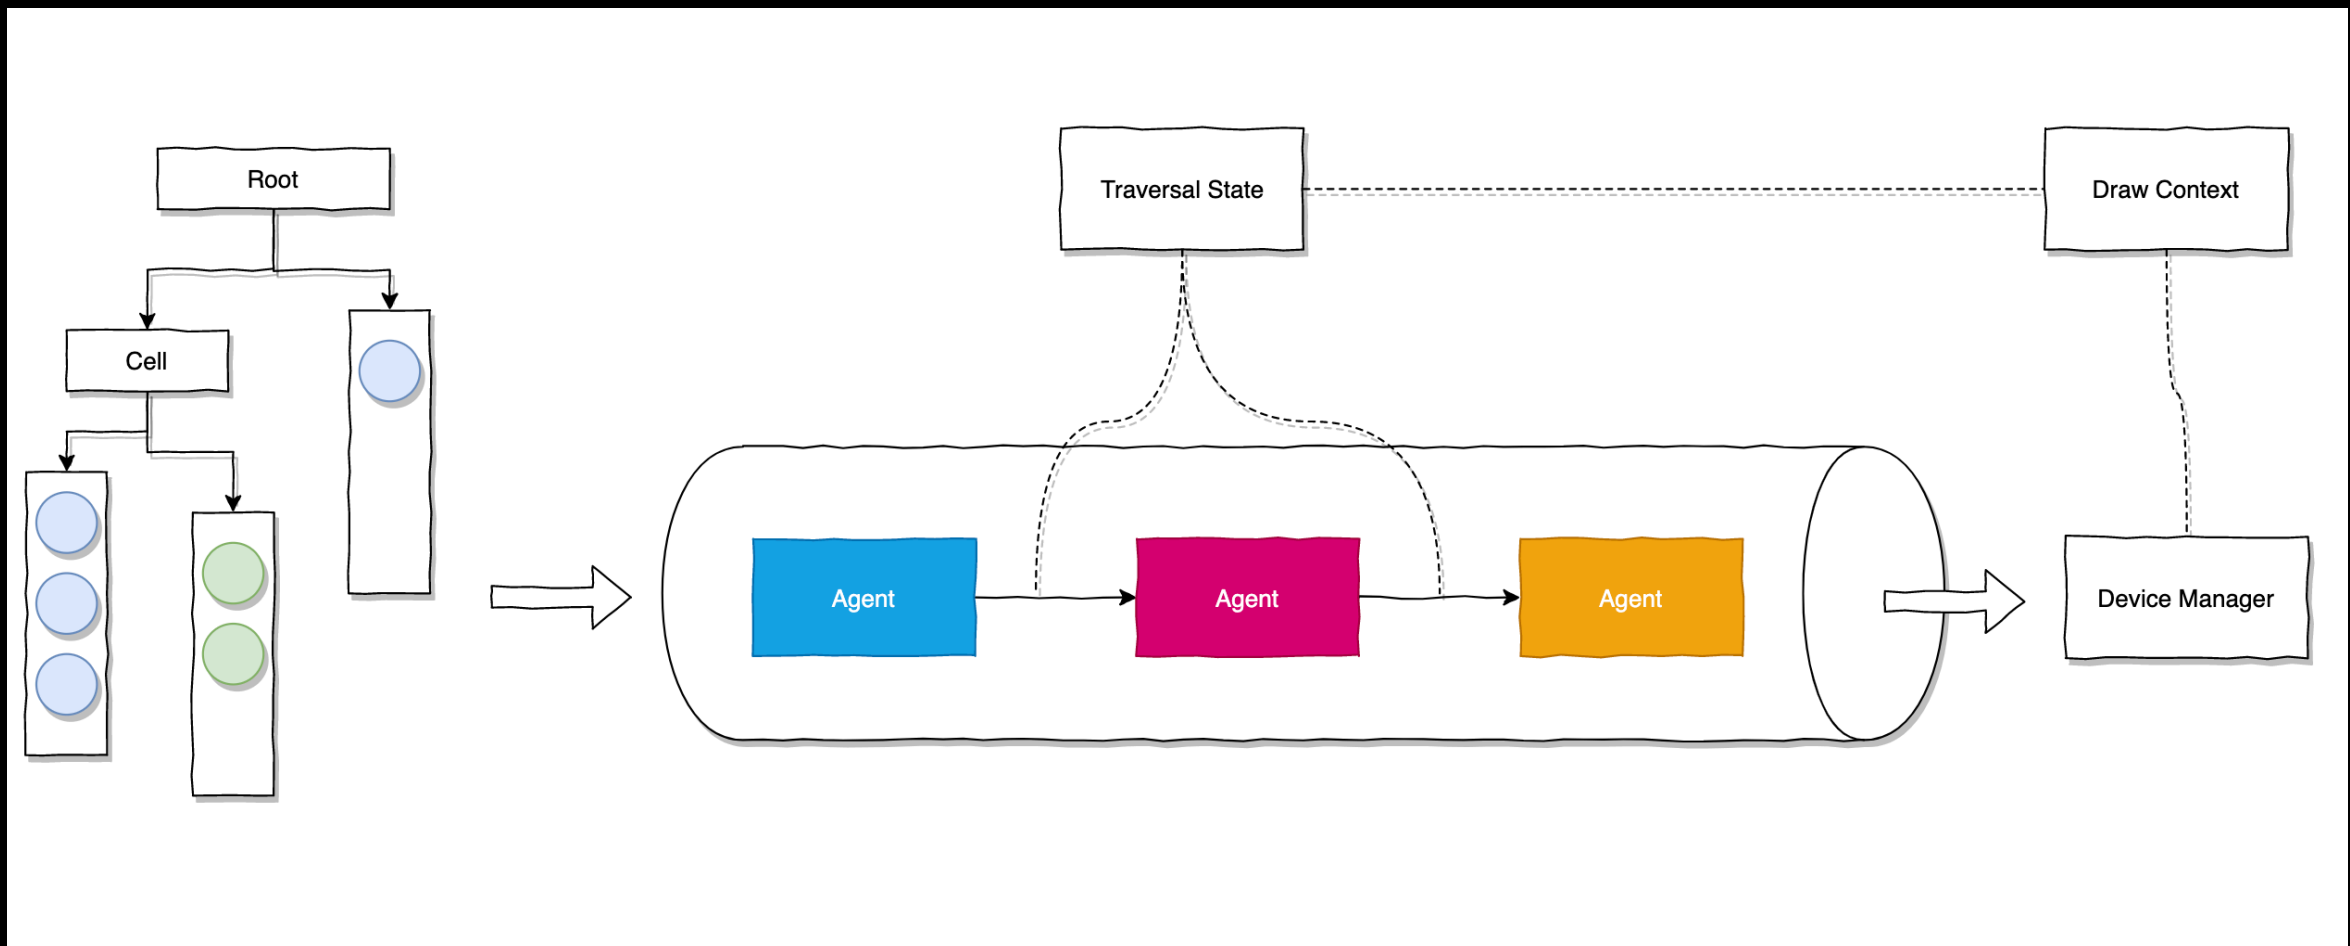 Root
Cell
Traversal State
Draw Context
Agent
Agent
Agent
Device Manager